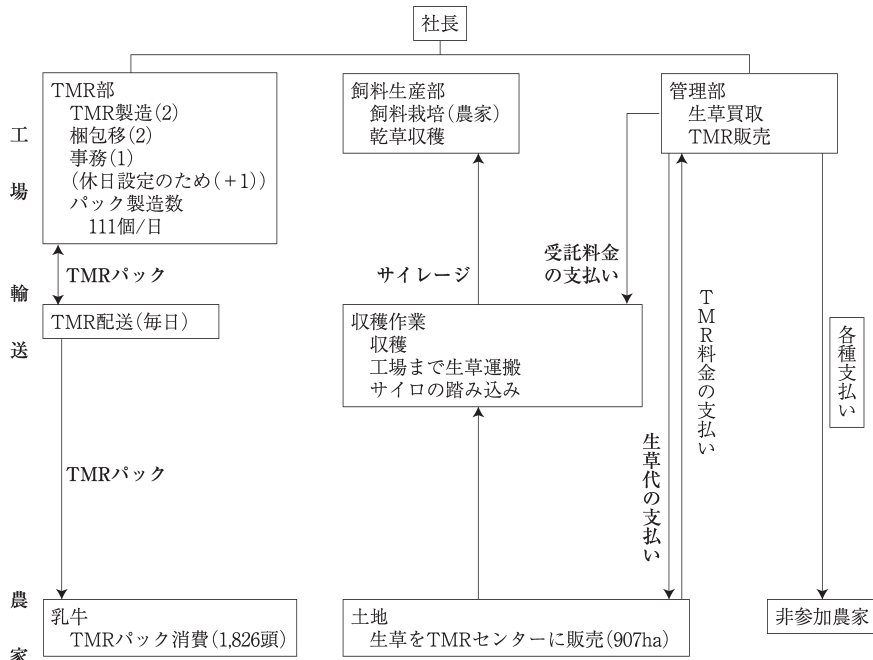 社長
工場
輸送
農家
TMR部
TMR製造(2)
梱包移(2)
事務(1)
(休日設定のため(+1))
パック製造数
111個/日
飼料生産部
飼料栽培(農家)
乾草収穫
管理部
生草買取
TMR販売
TMRパック
サイレージ
受託料金
の支払い
TMR配送(毎日)
収穫作業
収穫
工場まで生草運搬
サイロの踏み込み
TMR料金の支払い
各種支払い
TMRパック
生草代の支払い
乳牛
TMRパック消費(1,826頭)
土地
生草をTMRセンターに販売(907ha)
非参加農家